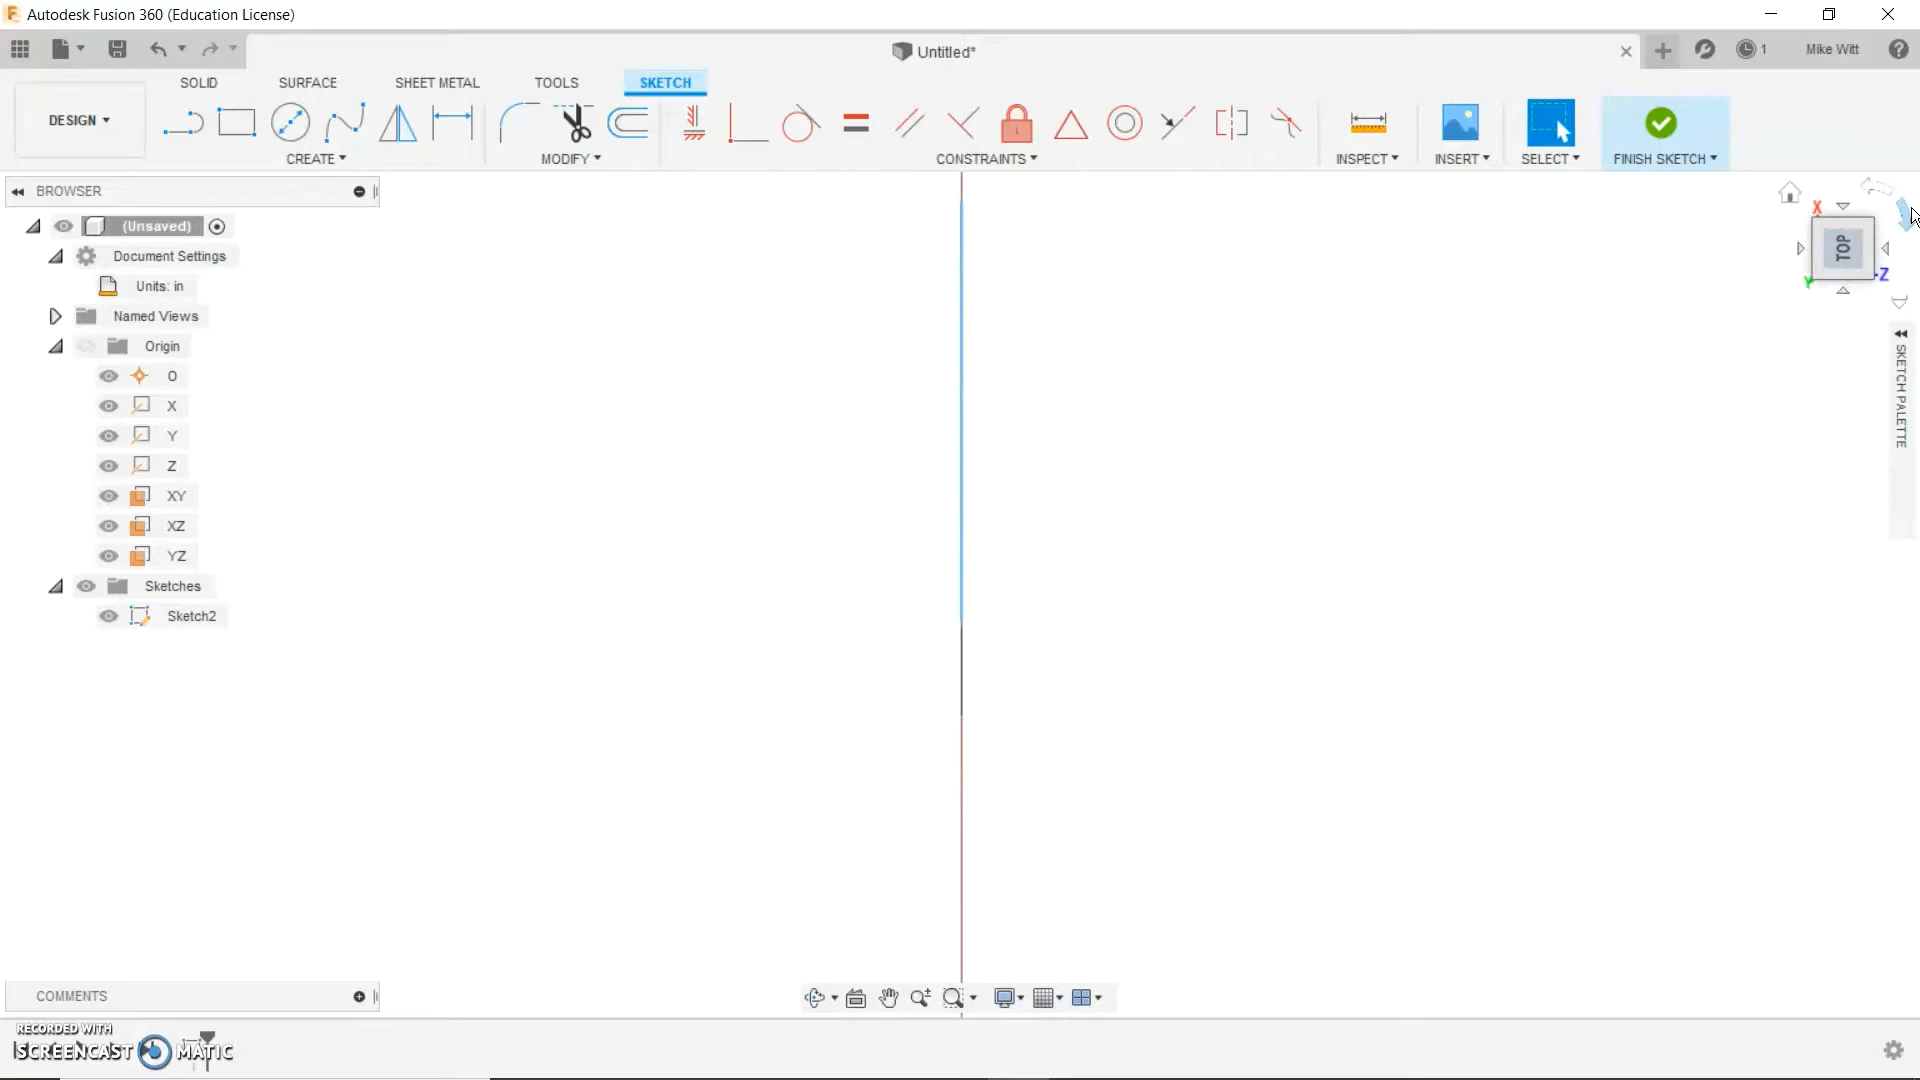 Autodesk Fusion 360 (Education License)
Untitled*
1
Mike Witt
SOLID
SURFACE
SHEET METAL
TOOLS
SKETCH
DESIGN
CREATE
MODIFY
CONSTRAINTS
INSPECT
INSERT
SELECT
FINISH SKETCH
BROWSER
(Unsaved)
Document Settings
Units: in
Named Views
Origin
O
X
Y
Z
XY
XZ
YZ
Sketches
Sketch2
X
TOP
Y
-Z
SKETCH PALETTE
COMMENTS
RECORDED WITH
SCREENCAST MATIC